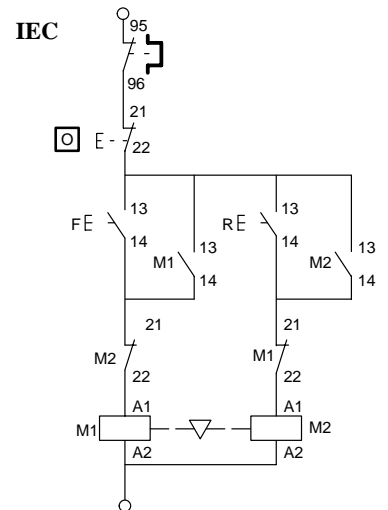 IEC
95
96
21
O E 22
13 13
F E 14 13 R E 14 13
M1 14 M2 14
21 21
M2 M1
22 22
A1 A1
M1 M2
A2 A2